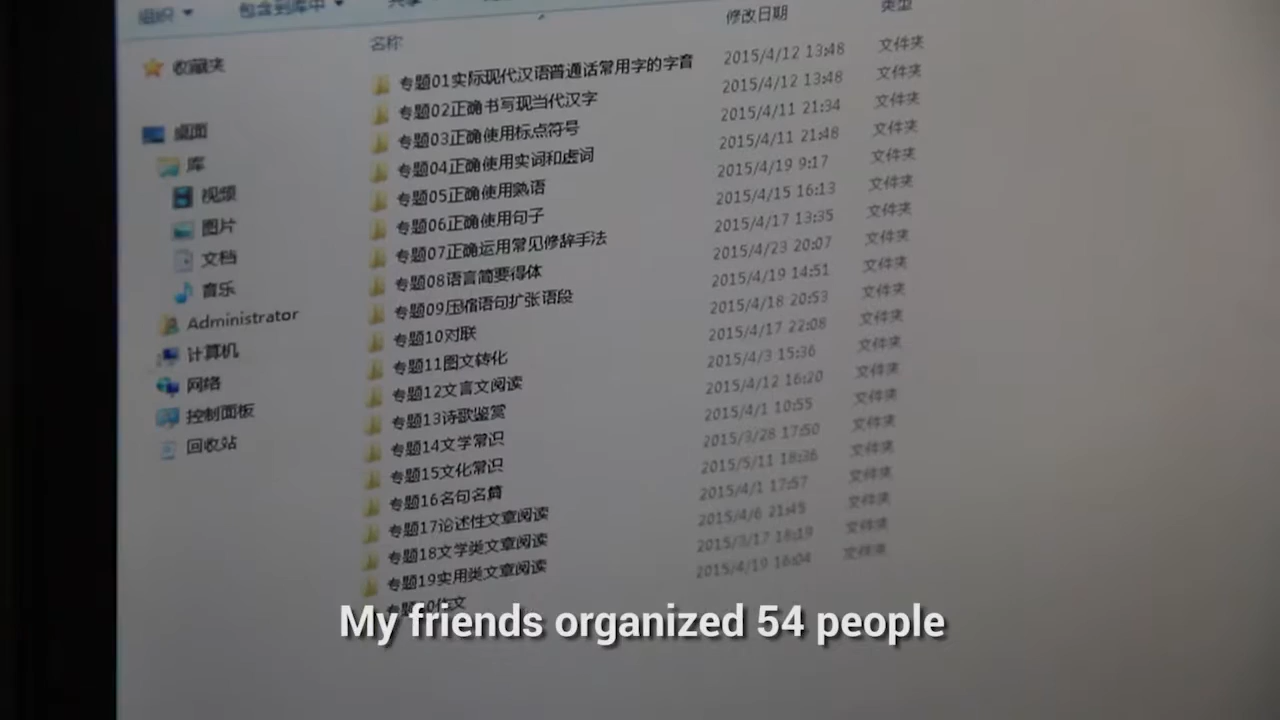 组织 包含到库中 共享
收藏夹
桌面
库
视频
图片
文档
音乐
Administrator
计算机
网络
控制面板
回收站
名称 修改日期 类型
专题01实际现代汉语普通话常用字的字音 2015/4/12 13:48 文件夹
专题02正确书写现当代汉字 2015/4/12 13:48 文件夹
专题03正确使用标点符号 2015/4/11 21:34 文件夹
专题04正确使用实词和虚词 2015/4/11 21:48 文件夹
专题05正确使用熟语 2015/4/19 9:17 文件夹
专题06正确使用句子 2015/4/15 16:13 文件夹
专题07正确运用常见修辞手法 2015/4/17 13:35 文件夹
专题08语言简要得体 2015/4/23 20:07 文件夹
专题09压缩语句扩张语段 2015/4/19 14:51 文件夹
专题10对联 2015/4/18 20:53 文件夹
专题11图文转化 2015/4/17 22:08 文件夹
专题12文言文阅读 2015/4/3 15:36 文件夹
专题13诗歌鉴赏 2015/4/12 16:20 文件夹
专题14文学常识 2015/4/1 10:55 文件夹
专题15文化常识 2015/3/28 17:50 文件夹
专题16名句名篇 2015/5/11 18:36 文件夹
专题17论述性文章阅读 2015/4/1 17:57 文件夹
专题18文学类文章阅读 2015/4/6 21:45 文件夹
专题19实用类文章阅读 2015/3/17 18:19 文件夹
专题20作文 2015/4/19 16:04 文件夹
My friends organized 54 people